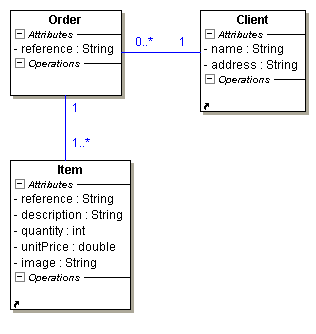 Order
Attributes
- reference : String
Operations
0..*
1
Client
Attributes
- name : String
- address : String
Operations
1
1..*
Item
Attributes
- reference : String
- description : String
- quantity : int
- unitPrice : double
- image : String
Operations